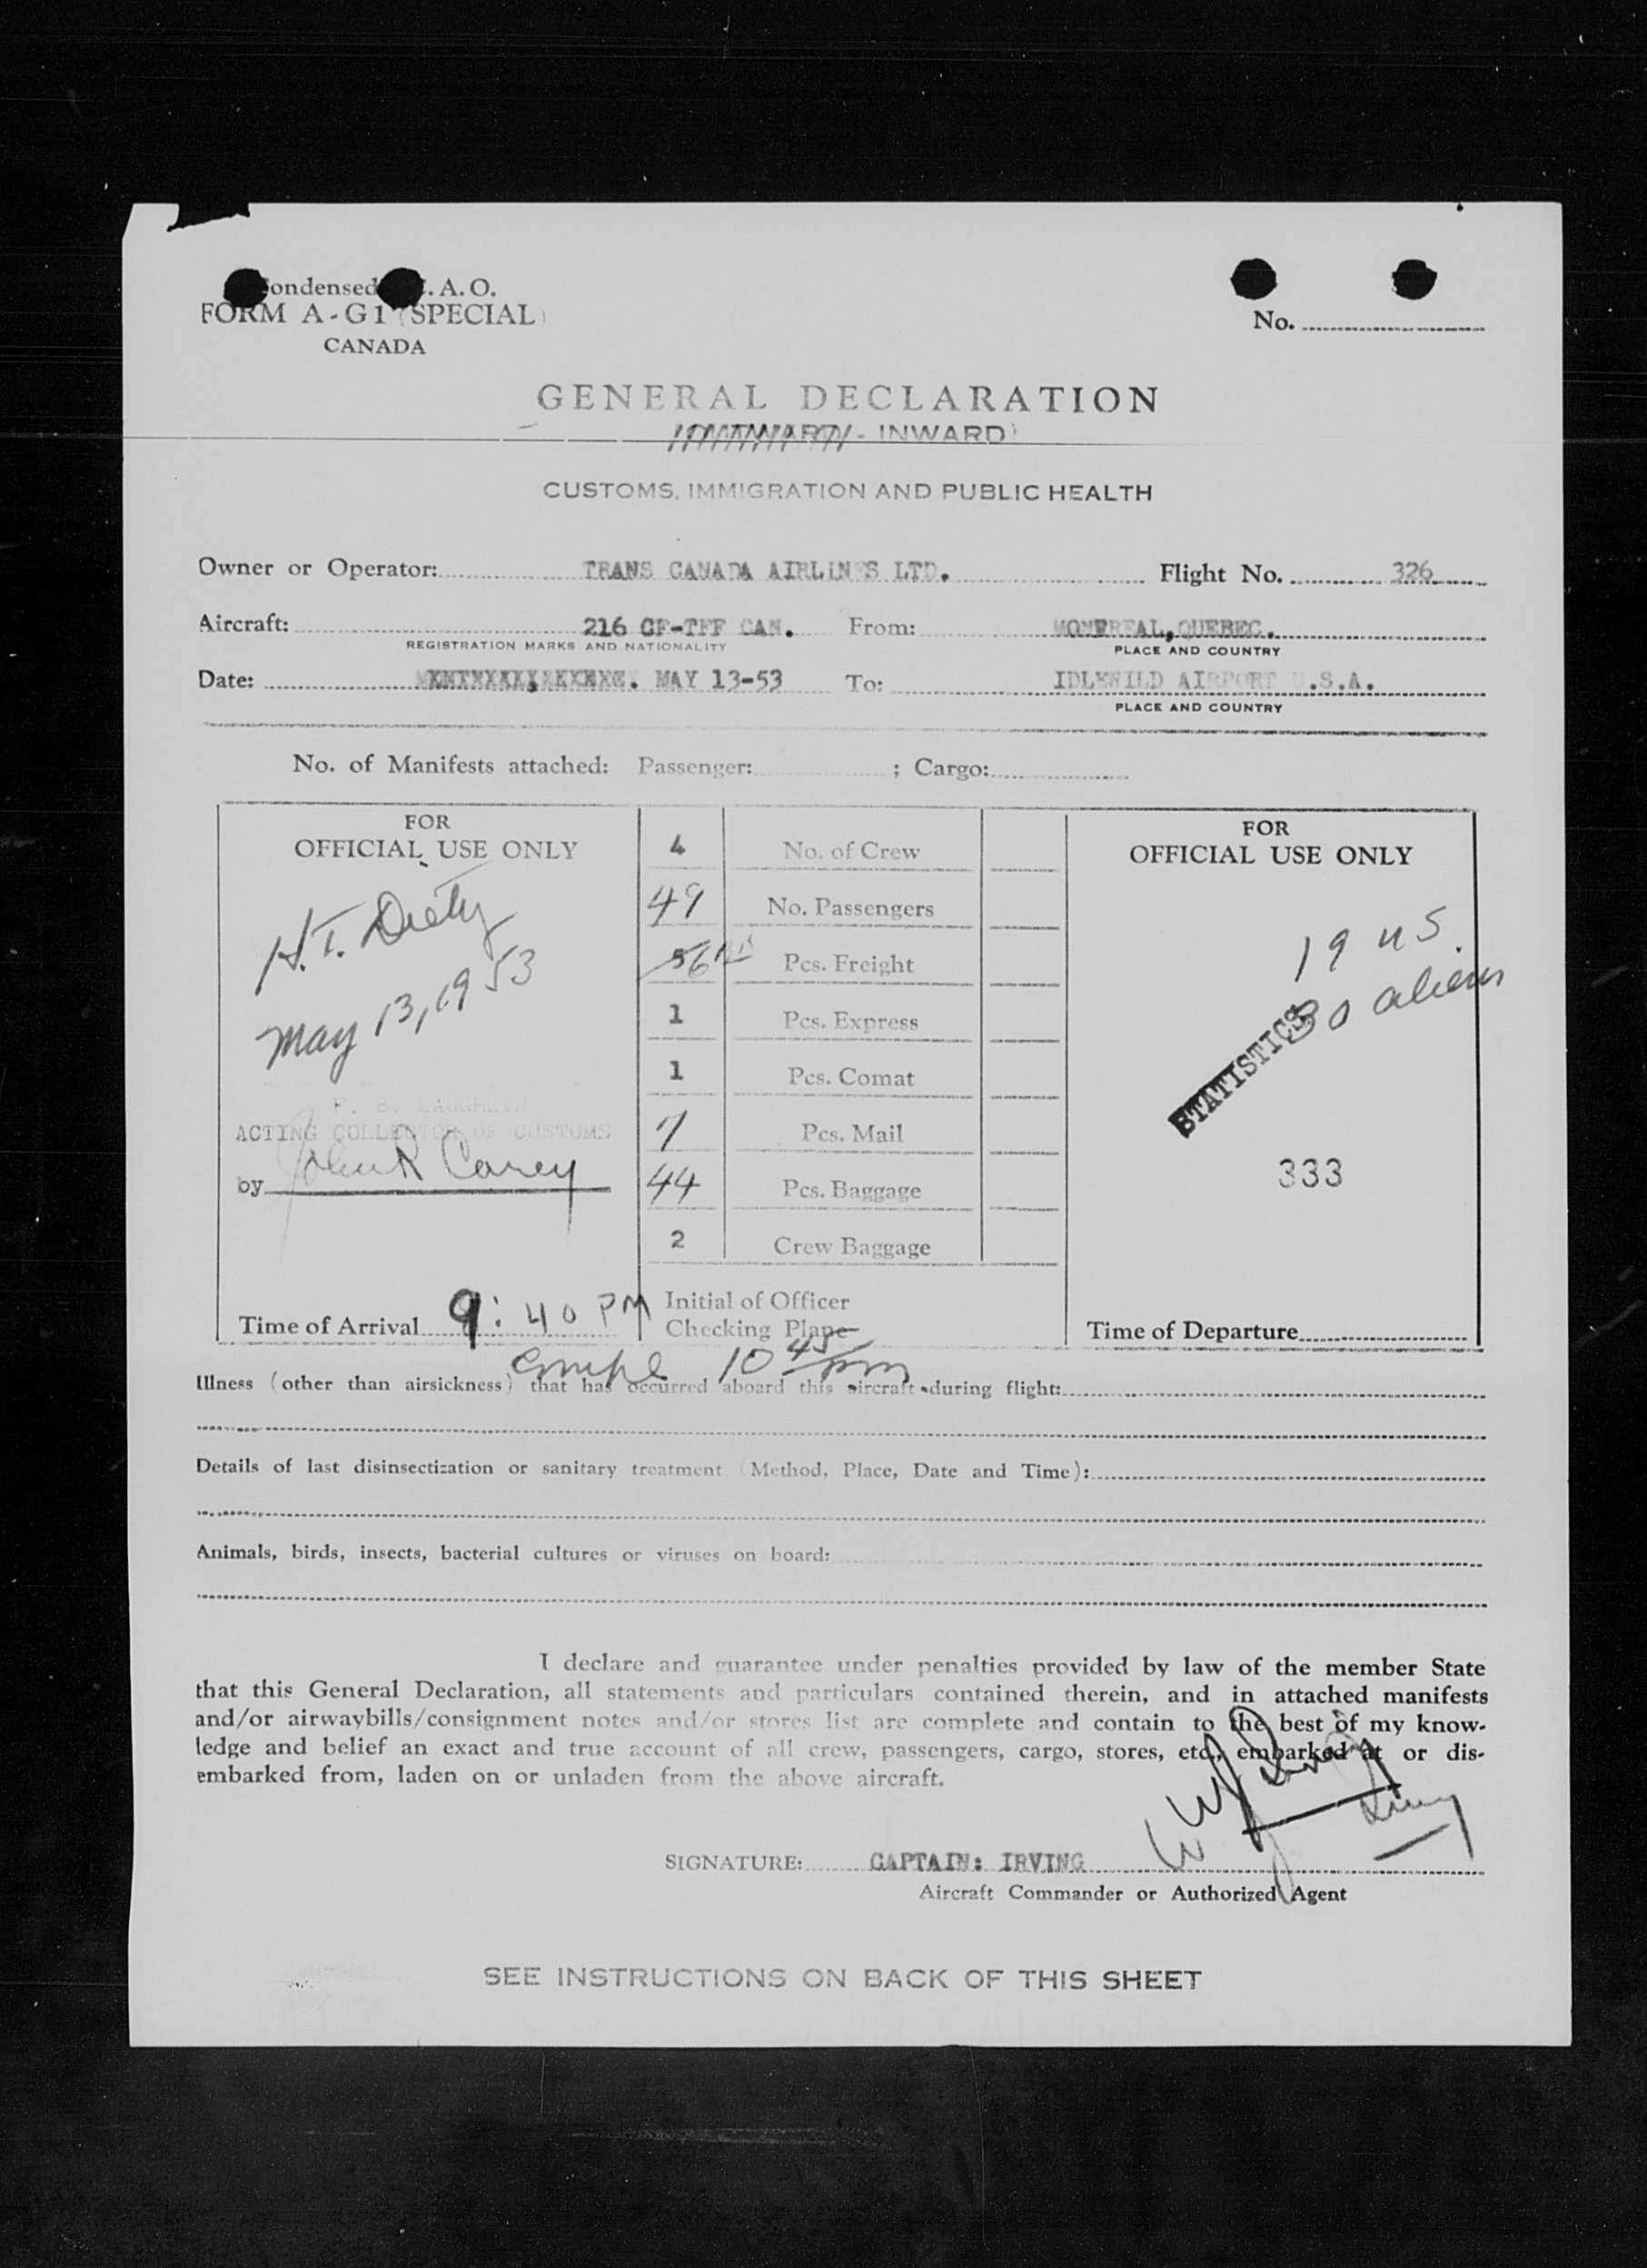 ondensed .A.O.
FORM A-G1 (SPECIAL)
CANADA
No.
GENERAL DECLARATION
- INWARD)
CUSTOMS, IMMIGRATION AND PUBLIC HEALTH
Owner or Operator: TRANS CANADA AIRLINES LTD. Flight No. 326
Aircraft: 216 CF-TFF CAN. From: MONTREAL, QUEBEC.
REGISTRATION MARKS AND NATIONALITY PLACE AND COUNTRY
Date: MAY 13-53 To: IDLEWILD AIRPORT U.S.A.
PLACE AND COUNTRY
No. of Manifests attached: Passenger: ; Cargo:
FOR
OFFICIAL USE ONLY
H.T.
May 13, 1953
P. B. LAUGHLIN
ACTING COLLECTOR OF CUSTOMS
by John R Carey
Time of Arrival 9:40 PM
4 No. of Crew
49 No. Passengers
56 Pcs. Freight
1 Pcs. Express
1 Pcs. Comat
7 Pcs. Mail
44 Pcs. Baggage
2 Crew Baggage
Initial of Officer
Checking Plane
FOR
OFFICIAL USE ONLY
19 US.
30 aliens
STATISTICS
333
Time of Departure
compl 10 45 pm
Illness (other than airsickness) that has occurred aboard this aircraft during flight:
Details of last disinsectization or sanitary treatment (Method, Place, Date and Time):
Animals, birds, insects, bacterial cultures or viruses on board:
I declare and guarantee under penalties provided by law of the member State
that this General Declaration, all statements and particulars contained therein, and in attached manifests
and/or airwaybills/consignment notes and/or stores list are complete and contain to the best of my know-
ledge and belief an exact and true account of all crew, passengers, cargo, stores, etc., embarked at or dis-
embarked from, laden on or unladen from the above aircraft.
W J Irving
W J Irving
SIGNATURE: CAPTAIN: IRVING
Aircraft Commander or Authorized Agent
SEE INSTRUCTIONS ON BACK OF THIS SHEET